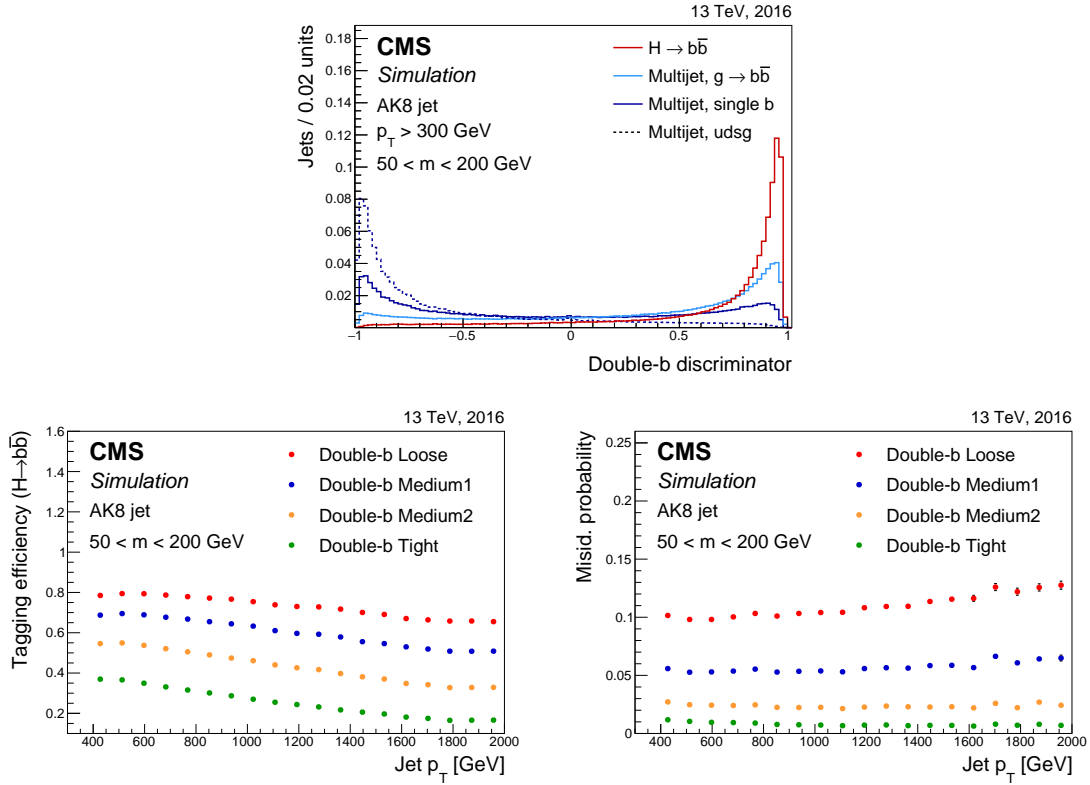 13 TeV, 2016
CMS
Simulation
AK8 jet
p_T > 300 GeV
50 < m < 200 GeV
H → bb̅
Multijet, g → bb̅
Multijet, single b
Multijet, udsg
Jets / 0.02 units
0.18
0.16
0.14
0.12
0.1
0.08
0.06
0.04
0.02
−1 −0.5 0 0.5 1
Double-b discriminator
13 TeV, 2016
CMS
Simulation
AK8 jet
50 < m < 200 GeV
Double-b Loose
Double-b Medium1
Double-b Medium2
Double-b Tight
Tagging efficiency (H→bb̅)
1.6
1.4
1.2
1
0.8
0.6
0.4
0.2
400 600 800 1000 1200 1400 1600 1800 2000
Jet p_T [GeV]
13 TeV, 2016
CMS
Simulation
AK8 jet
50 < m < 200 GeV
Double-b Loose
Double-b Medium1
Double-b Medium2
Double-b Tight
Misid. probability
0.25
0.2
0.15
0.1
0.05
0
400 600 800 1000 1200 1400 1600 1800 2000
Jet p_T [GeV]